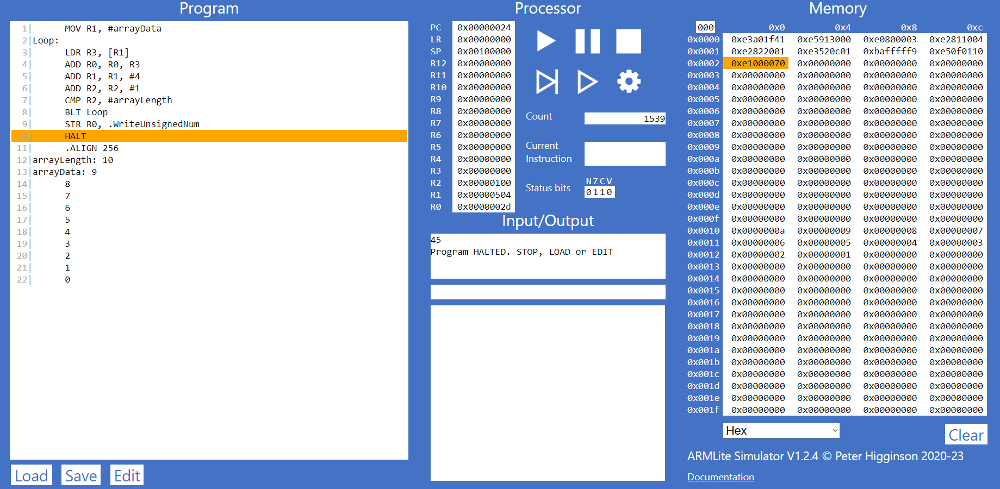 Program
1| MOV R1, #arrayData
2|Loop:
3| LDR R3, [R1]
4| ADD R0, R0, R3
5| ADD R1, R1, #4
6| ADD R2, R2, #1
7| CMP R2, #arrayLength
8| BLT Loop
9| STR R0, .WriteUnsignedNum
10| HALT
11| .ALIGN 256
12|arrayLength: 10
13|arrayData: 9
14| 8
15| 7
16| 6
17| 5
18| 4
19| 3
20| 2
21| 1
22| 0
Load Save Edit
Processor
PC 0x00000024
LR 0x00000000
SP 0x00100000
R12 0x00000000
R11 0x00000000
R10 0x00000000
R9 0x00000000
R8 0x00000000
R7 0x00000000
R6 0x00000000
R5 0x00000000
R4 0x00000000
R3 0x00000000
R2 0x00000100
R1 0x00000504
R0 0x0000002d
Count 1539
Current
Instruction
NZCV
Status bits 0110
Input/Output
45
Program HALTED. STOP, LOAD or EDIT
Memory
000 0x0 0x4 0x8 0xc
0x0000 0xe3a01f41 0xe5913000 0xe0800003 0xe2811004
0x0001 0xe2822001 0xe3520c01 0xbafffff9 0xe50f0110
0x0002 0xe1000070 0x00000000 0x00000000 0x00000000
0x0003 0x00000000 0x00000000 0x00000000 0x00000000
0x0004 0x00000000 0x00000000 0x00000000 0x00000000
0x0005 0x00000000 0x00000000 0x00000000 0x00000000
0x0006 0x00000000 0x00000000 0x00000000 0x00000000
0x0007 0x00000000 0x00000000 0x00000000 0x00000000
0x0008 0x00000000 0x00000000 0x00000000 0x00000000
0x0009 0x00000000 0x00000000 0x00000000 0x00000000
0x000a 0x00000000 0x00000000 0x00000000 0x00000000
0x000b 0x00000000 0x00000000 0x00000000 0x00000000
0x000c 0x00000000 0x00000000 0x00000000 0x00000000
0x000d 0x00000000 0x00000000 0x00000000 0x00000000
0x000e 0x00000000 0x00000000 0x00000000 0x00000000
0x000f 0x00000000 0x00000000 0x00000000 0x00000000
0x0010 0x0000000a 0x00000009 0x00000008 0x00000007
0x0011 0x00000006 0x00000005 0x00000004 0x00000003
0x0012 0x00000002 0x00000001 0x00000000 0x00000000
0x0013 0x00000000 0x00000000 0x00000000 0x00000000
0x0014 0x00000000 0x00000000 0x00000000 0x00000000
0x0015 0x00000000 0x00000000 0x00000000 0x00000000
0x0016 0x00000000 0x00000000 0x00000000 0x00000000
0x0017 0x00000000 0x00000000 0x00000000 0x00000000
0x0018 0x00000000 0x00000000 0x00000000 0x00000000
0x0019 0x00000000 0x00000000 0x00000000 0x00000000
0x001a 0x00000000 0x00000000 0x00000000 0x00000000
0x001b 0x00000000 0x00000000 0x00000000 0x00000000
0x001c 0x00000000 0x00000000 0x00000000 0x00000000
0x001d 0x00000000 0x00000000 0x00000000 0x00000000
0x001e 0x00000000 0x00000000 0x00000000 0x00000000
0x001f 0x00000000 0x00000000 0x00000000 0x00000000
Hex Clear
ARMLite Simulator V1.2.4 © Peter Higginson 2020-23
Documentation